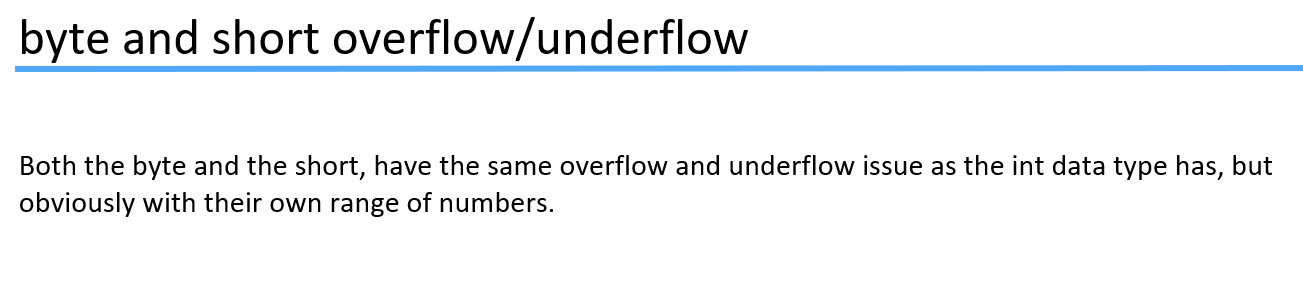 byte and short overflow/underflow
Both the byte and the short, have the same overflow and underflow issue as the int data type has, but
obviously with their own range of numbers.